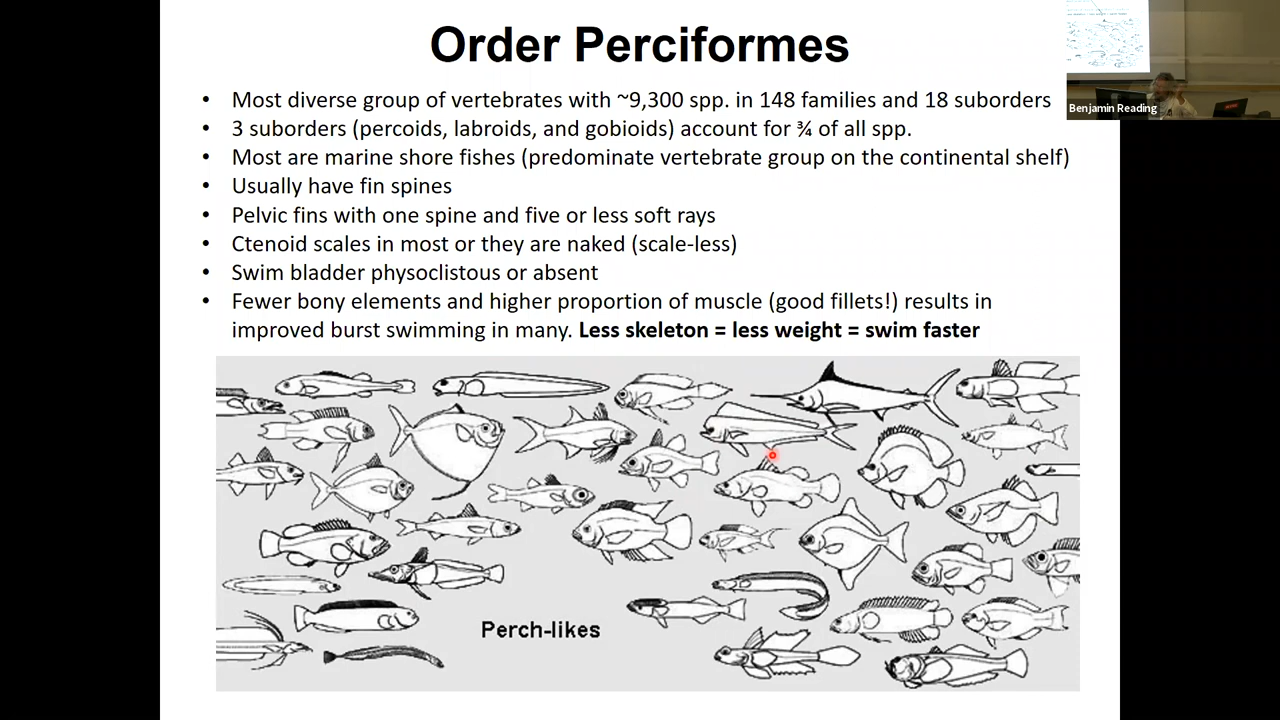 Order Perciformes
• Most diverse group of vertebrates with ~9,300 spp. in 148 families and 18 suborders
• 3 suborders (percoids, labroids, and gobioids) account for ¾ of all spp.
• Most are marine shore fishes (predominate vertebrate group on the continental shelf)
• Usually have fin spines
• Pelvic fins with one spine and five or less soft rays
• Ctenoid scales in most or they are naked (scale-less)
• Swim bladder physoclistous or absent
• Fewer bony elements and higher proportion of muscle (good fillets!) results in
improved burst swimming in many. Less skeleton = less weight = swim faster
Benjamin Reading
Perch-likes